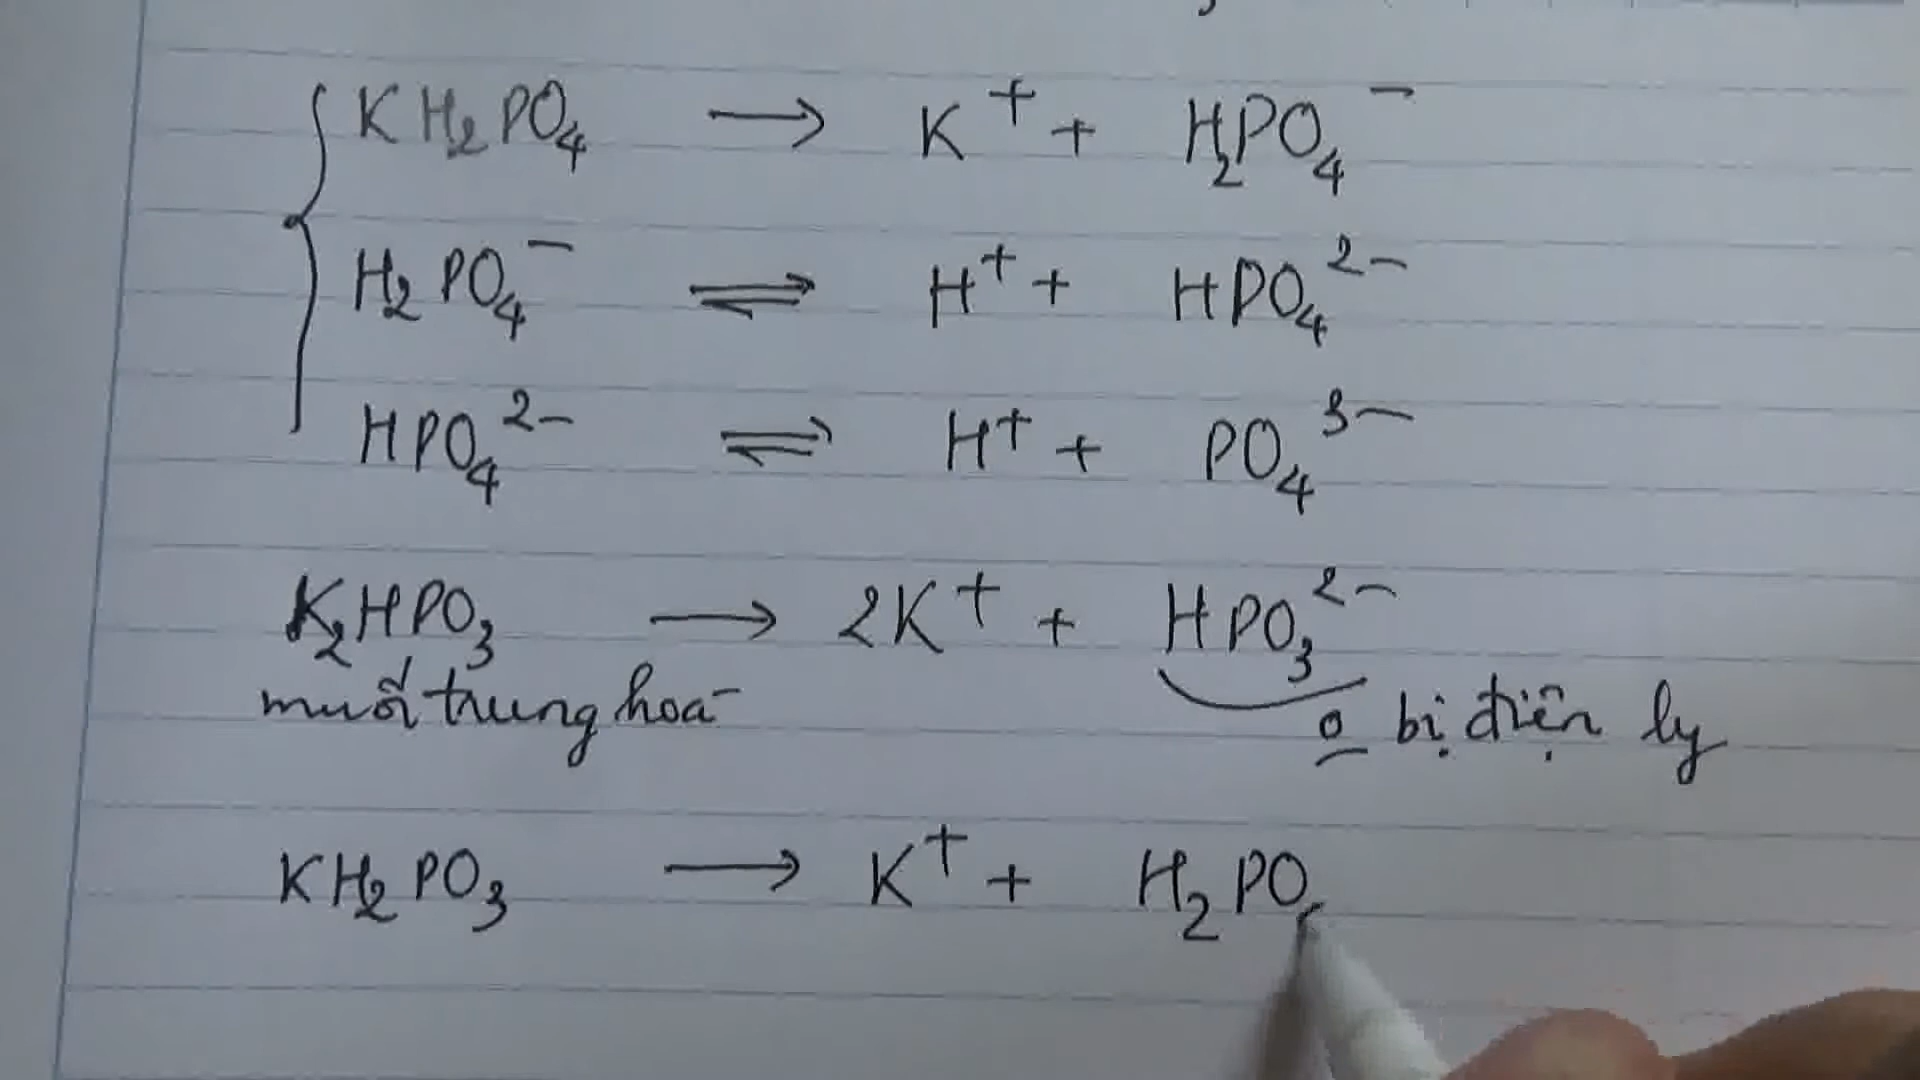 KH₂PO₄ → K⁺ + H₂PO₄⁻
H₂PO₄⁻ ⇌ H⁺ + HPO₄²⁻
HPO₄²⁻ ⇌ H⁺ + PO₄³⁻
K₂HPO₃ → 2K⁺ + HPO₃²⁻
muối trung hoà o bị điện ly
KH₂PO₃ → K⁺ + H₂PO